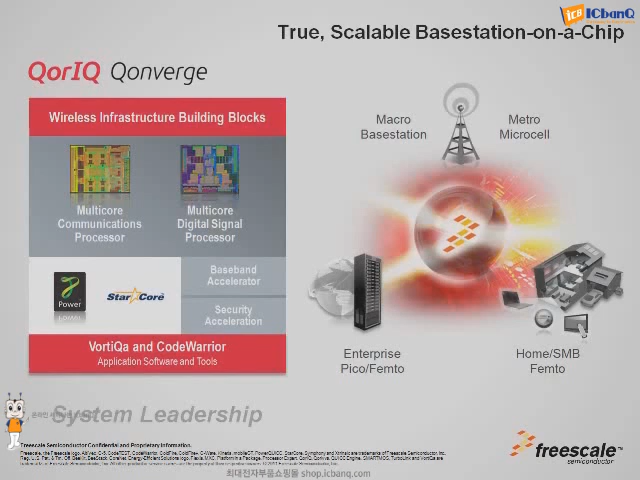 ICbanQ
True, Scalable Basestation-on-a-Chip
QorIQ Qonverge
Wireless Infrastructure Building Blocks
Multicore
Communications
Processor
Multicore
Digital Signal
Processor
Power
StarCore
Baseband
Accelerator
Security
Acceleration
VortiQa and CodeWarrior
Application Software and Tools
Macro
Basestation
Metro
Microcell
Enterprise
Pico/Femto
Home/SMB
Femto
System Leadership
Freescale Semiconductor Confidential and Proprietary Information.
freescale
semiconductor
최대전자부품쇼핑몰 shop.icbanq.com